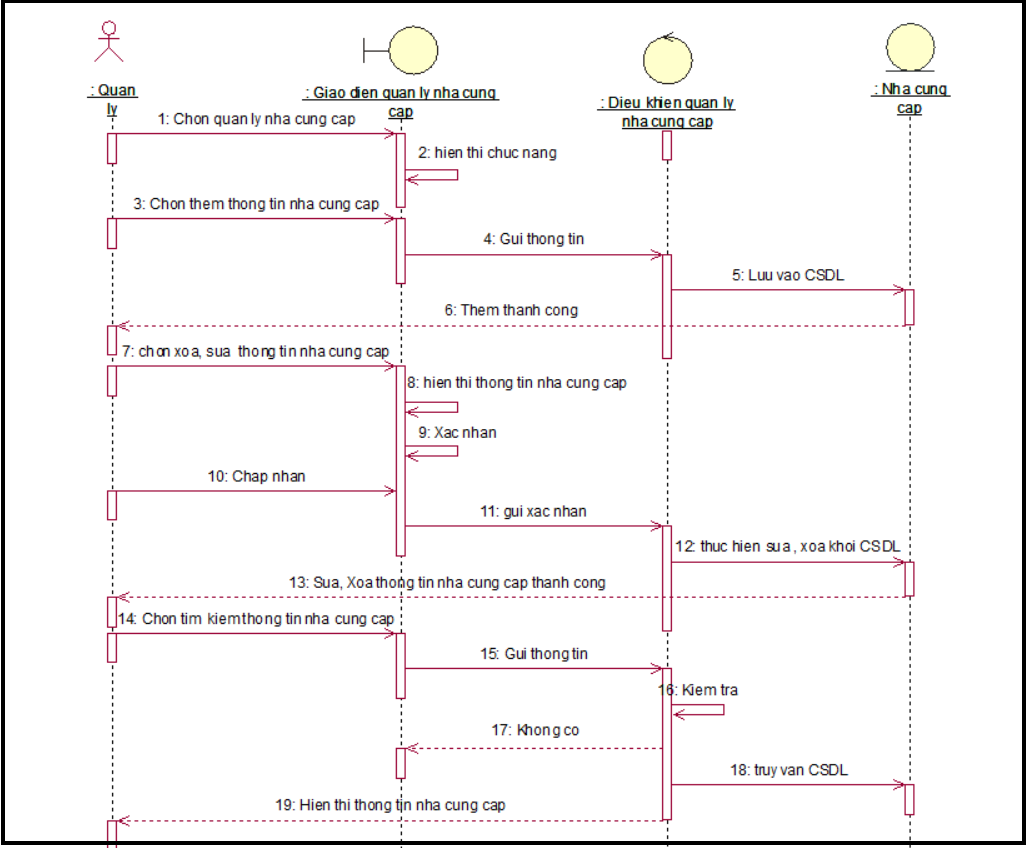 : Quan
ly
: Giao dien quan ly nha cung
cap
: Dieu khien quan ly
nha cung cap
: Nha cung
cap
1: Chon quan ly nha cung cap
2: hien thi chuc nang
3: Chon them thong tin nha cung cap
4: Gui thong tin
5: Luu vao CSDL
6: Them thanh cong
7: chon xoa, sua thong tin nha cung cap
8: hien thi thong tin nha cung cap
9: Xac nhan
10: Chap nhan
11: gui xac nhan
12: thuc hien sua, xoa khoi CSDL
13: Sua, Xoa thong tin nha cung cap thanh cong
14: Chon tim kiem thong tin nha cung cap
15: Gui thong tin
16: Kiem tra
17: Khong co
18: truy van CSDL
19: Hien thi thong tin nha cung cap